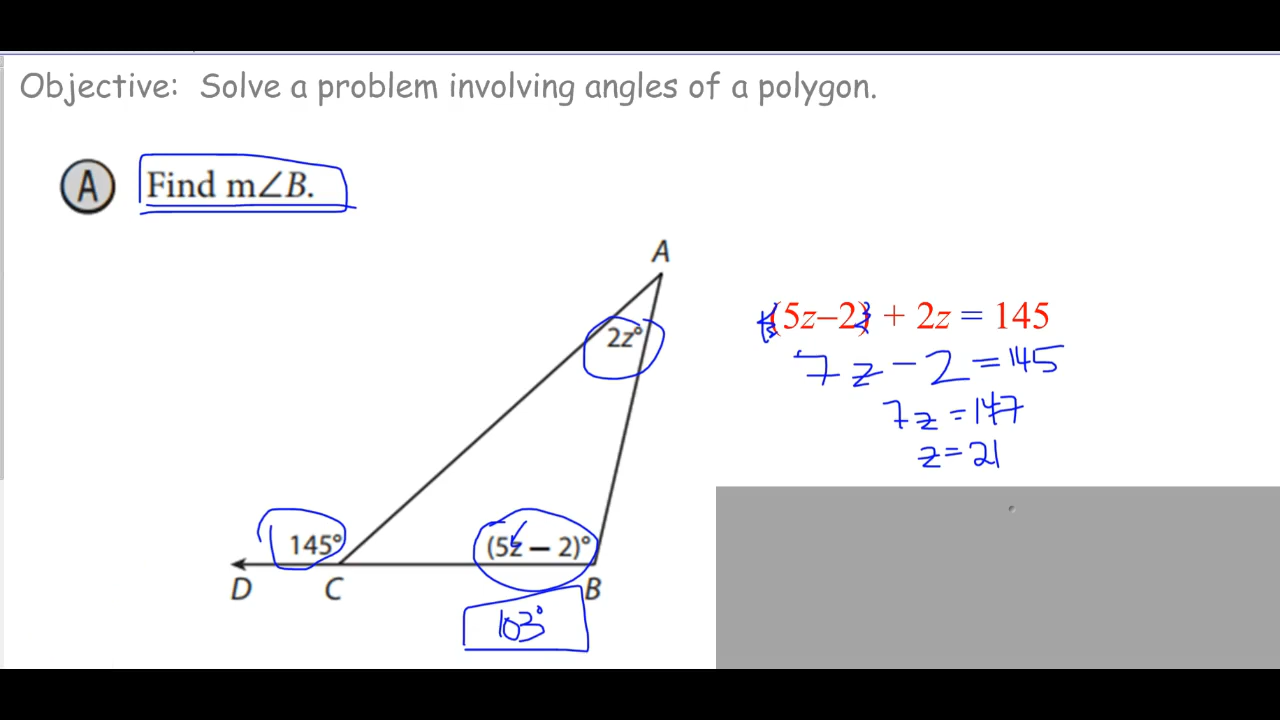 Objective: Solve a problem involving angles of a polygon.
A Find m∠B.
A
2z°
(5z–2) + 2z = 145
7z – 2 = 145
7z = 147
z = 21
145°
(5z – 2)°
D
C
B
103°